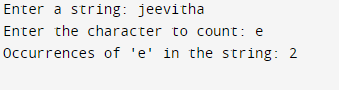 Enter a string: jeevitha
Enter the character to count: e
Occurrences of 'e' in the string: 2